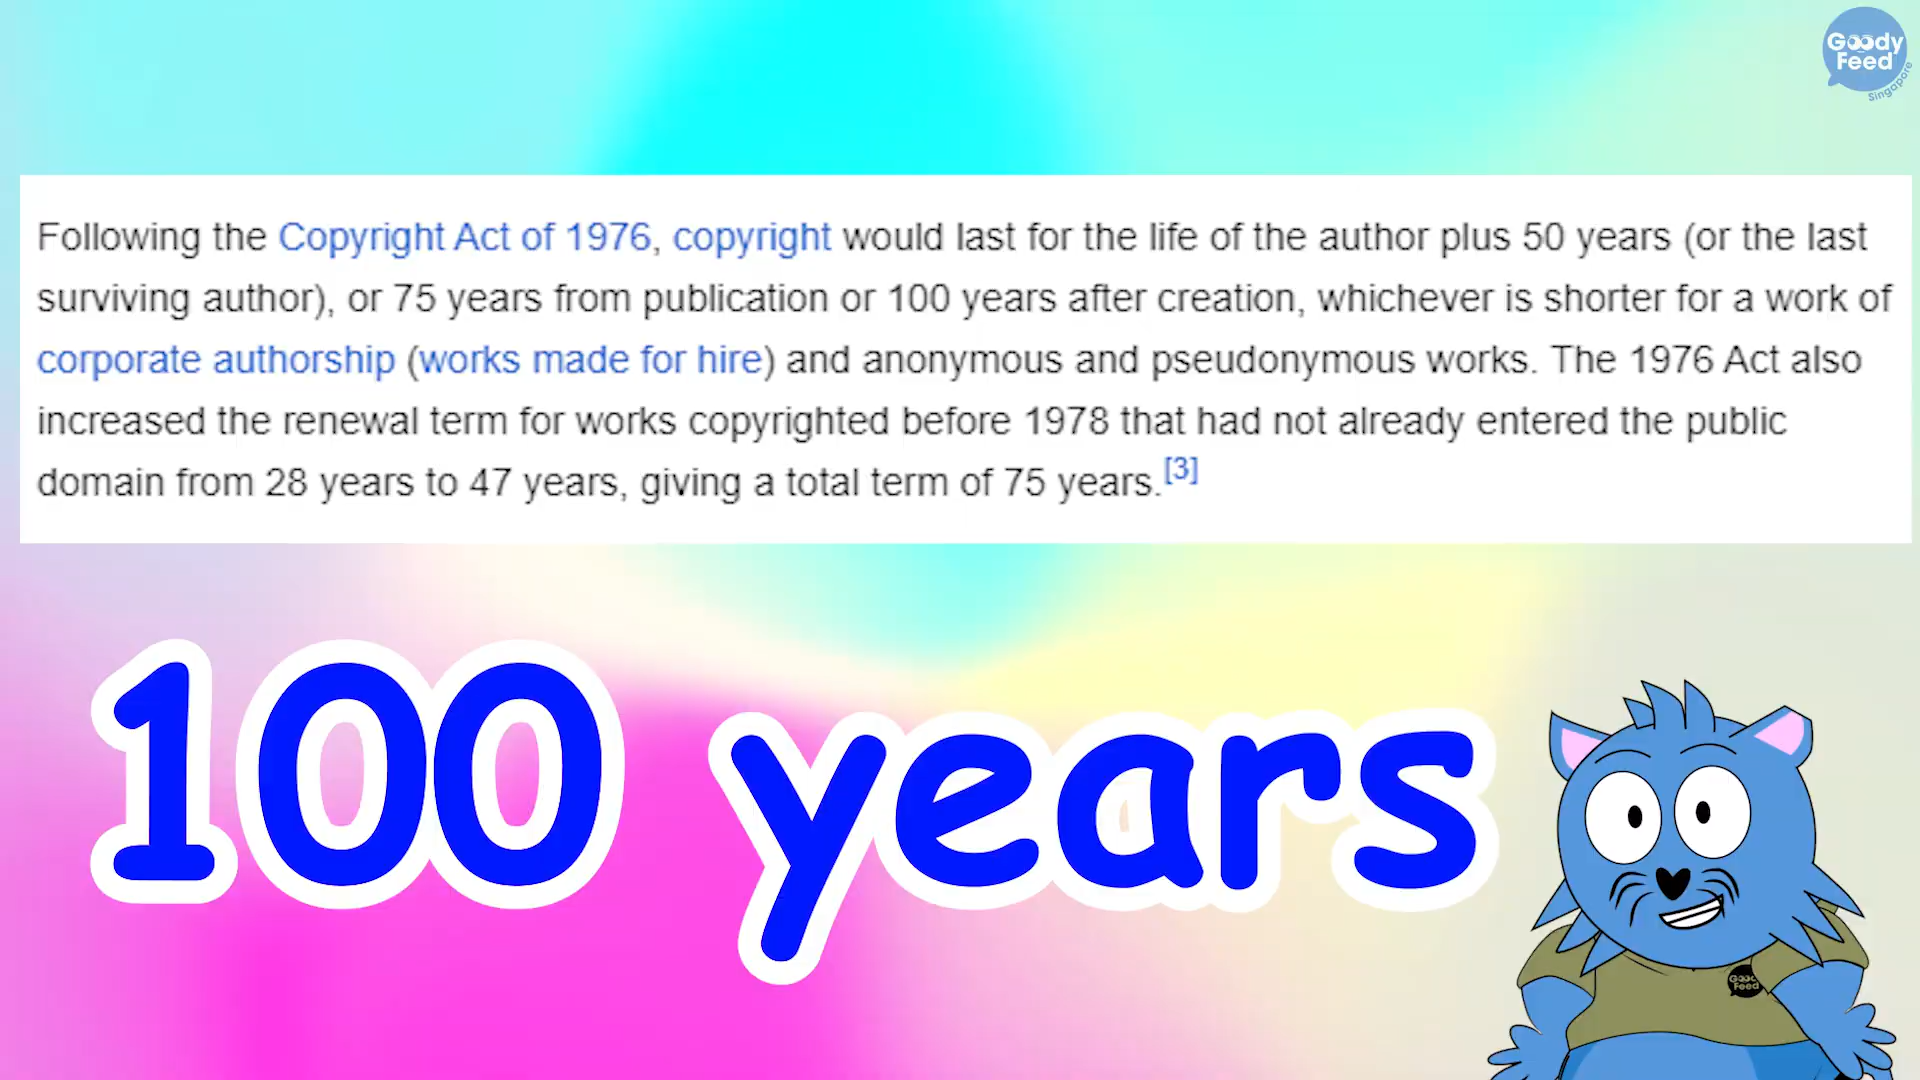 Goody
Feed
Singapore
Following the Copyright Act of 1976, copyright would last for the life of the author plus 50 years (or the last
surviving author), or 75 years from publication or 100 years after creation, whichever is shorter for a work of
corporate authorship (works made for hire) and anonymous and pseudonymous works. The 1976 Act also
increased the renewal term for works copyrighted before 1978 that had not already entered the public
domain from 28 years to 47 years, giving a total term of 75 years.[3]
100 years
Goody
Feed